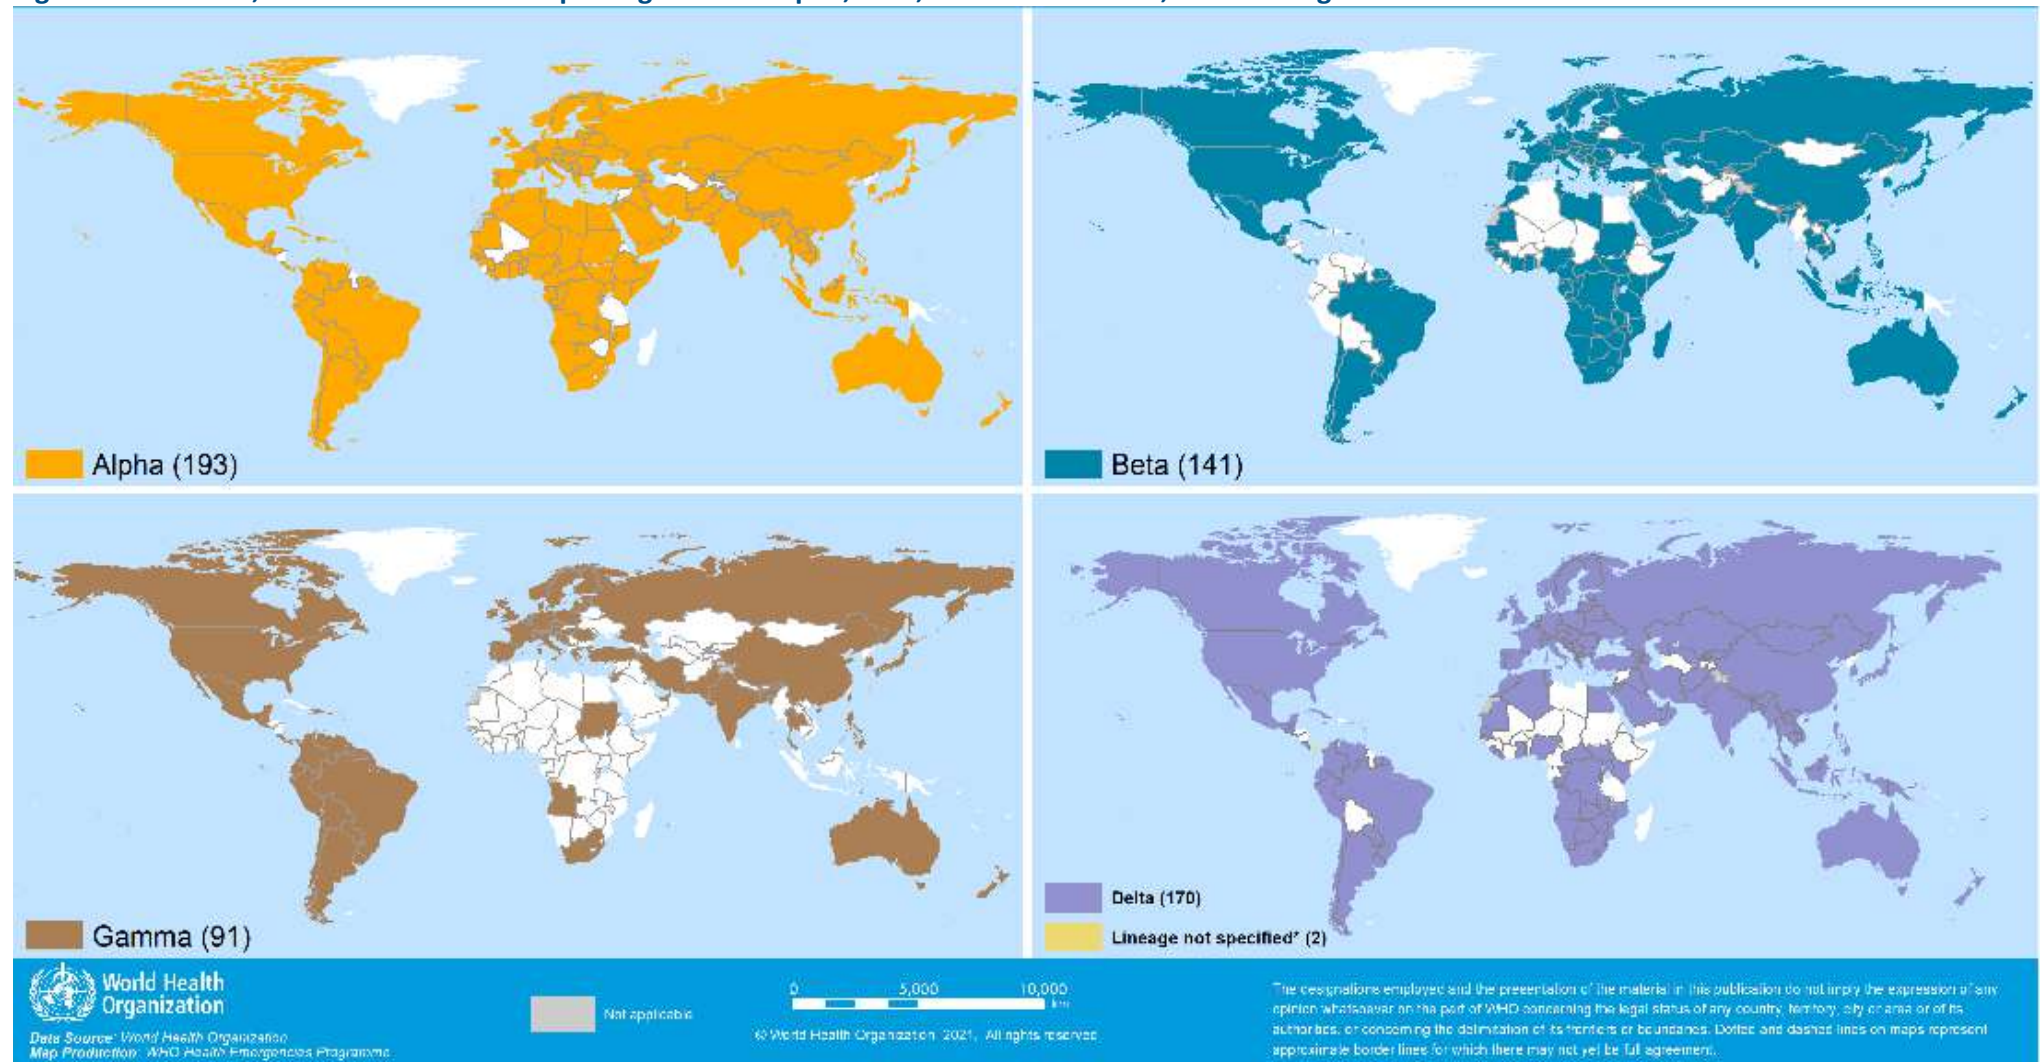 Alpha (193)
Beta (141)
Gamma (91)
Delta (170)
Lineage not specified* (2)
World Health
Organization
Data Source: World Health Organization
Map Production: WHO Health Emergencies Programme
Not applicable
0 5,000 10,000
km
© World Health Organization 2021, All rights reserved
The designations employed and the presentation of the material in this publication do not imply the expression of any
opinion whatsoever on the part of WHO concerning the legal status of any country, territory, city or area or of its
authorities, or concerning the delimitation of its frontiers or boundaries. Dotted and dashed lines on maps represent
approximate border lines for which there may not yet be full agreement.